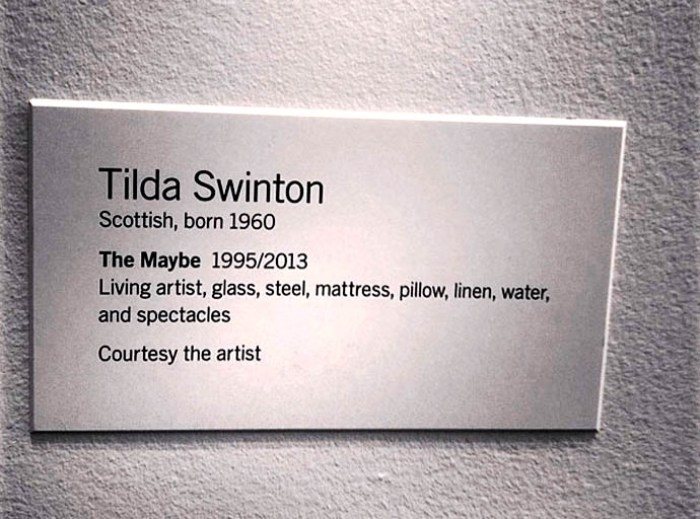 Tilda Swinton
Scottish, born 1960
The Maybe 1995/2013
Living artist, glass, steel, mattress, pillow, linen, water,
and spectacles
Courtesy the artist